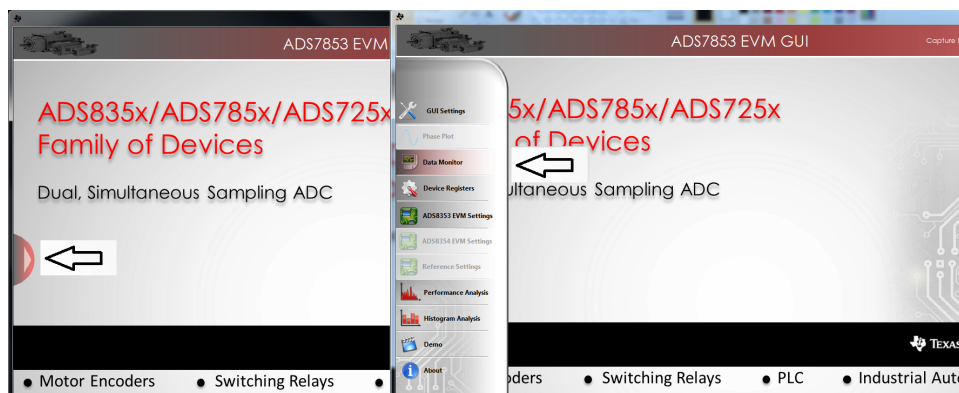 ADS7853 EVM
ADS835x/ADS785x/ADS725x
Family of Devices
Dual, Simultaneous Sampling ADC
● Motor Encoders ● Switching Relays ●
ADS7853 EVM GUI
Capture
GUI Settings
Phase Plot
Data Monitor
Device Registers
ADS8353 EVM Settings
ADS8354 EVM Settings
Reference Settings
Performance Analysis
Histogram Analysis
Demo
About
5x/ADS785x/ADS725x
of Devices
ultaneous Sampling ADC
TEXAS
oders ● Switching Relays ● PLC ● Industrial Auto